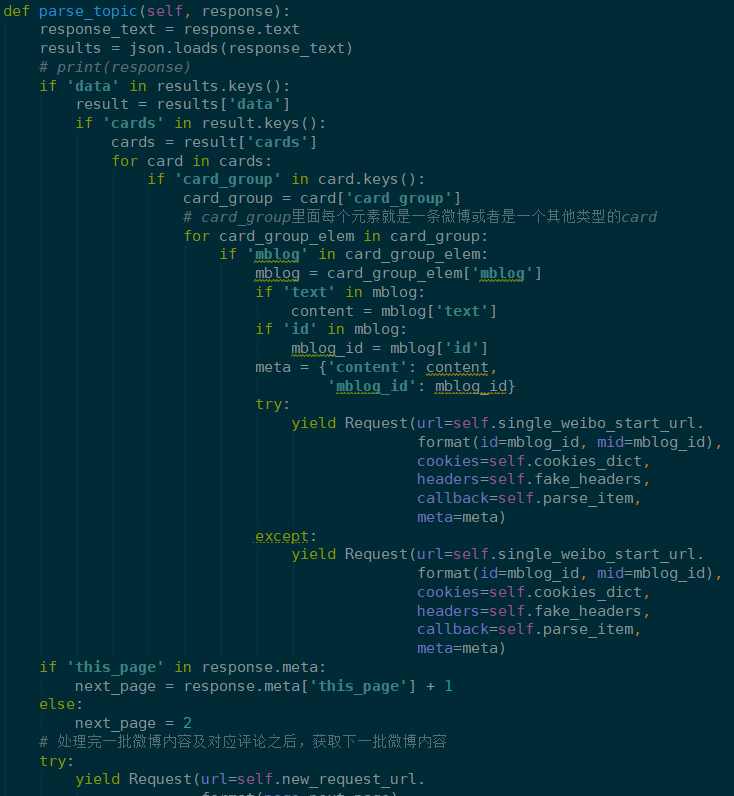 def parse_topic(self, response):
    response_text = response.text
    results = json.loads(response_text)
    # print(response)
    if 'data' in results.keys():
        result = results['data']
        if 'cards' in result.keys():
            cards = result['cards']
            for card in cards:
                if 'card_group' in card.keys():
                    card_group = card['card_group']
                    # card_group里面每个元素就是一条微博或者是一个其他类型的card
                    for card_group_elem in card_group:
                        if 'mblog' in card_group_elem:
                            mblog = card_group_elem['mblog']
                            if 'text' in mblog:
                                content = mblog['text']
                            if 'id' in mblog:
                                mblog_id = mblog['id']
                            meta = {'content': content,
                                    'mblog_id': mblog_id}
                            try:
                                yield Request(url=self.single_weibo_start_url.
                                              format(id=mblog_id, mid=mblog_id),
                                              cookies=self.cookies_dict,
                                              headers=self.fake_headers,
                                              callback=self.parse_item,
                                              meta=meta)
                            except:
                                yield Request(url=self.single_weibo_start_url.
                                              format(id=mblog_id, mid=mblog_id),
                                              cookies=self.cookies_dict,
                                              headers=self.fake_headers,
                                              callback=self.parse_item,
                                              meta=meta)
    if 'this_page' in response.meta:
        next_page = response.meta['this_page'] + 1
    else:
        next_page = 2
    # 处理完一批微博内容及对应评论之后，获取下一批微博内容
    try:
        yield Request(url=self.new_request_url.